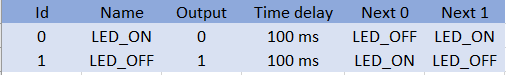 Id Name Output Time delay Next 0 Next 1
0 LED_ON 0 100 ms LED_OFF LED_ON
1 LED_OFF 1 100 ms LED_ON LED_OFF